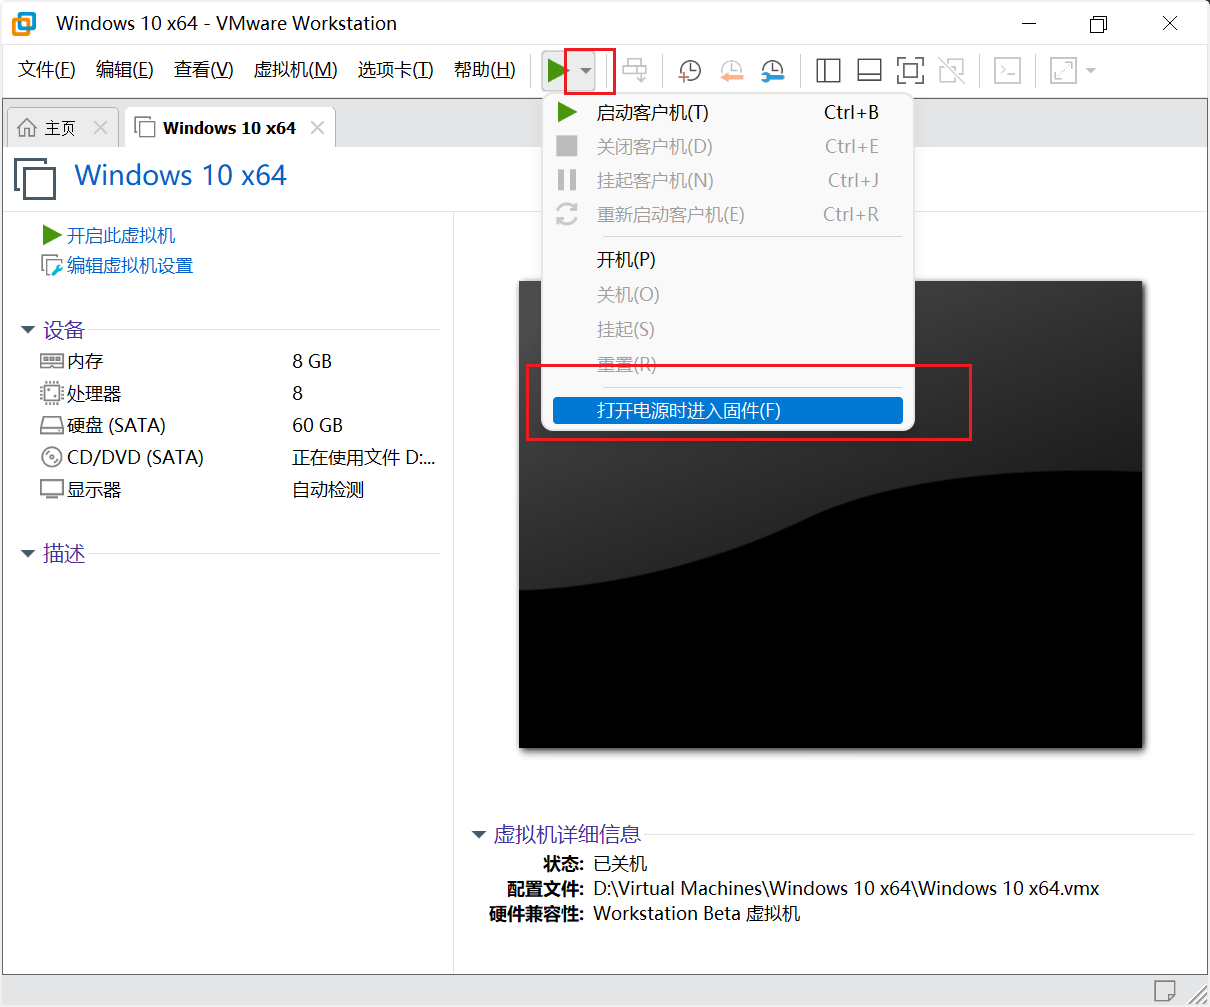 Windows 10 x64 - VMware Workstation
文件(F) 编辑(E) 查看(V) 虚拟机(M) 选项卡(T) 帮助(H)
主页 Windows 10 x64
Windows 10 x64
开启此虚拟机
编辑虚拟机设置
设备
内存 8 GB
处理器 8
硬盘 (SATA) 60 GB
CD/DVD (SATA) 正在使用文件 D:...
显示器 自动检测
描述
启动客户机(T) Ctrl+B
关闭客户机(D) Ctrl+E
挂起客户机(N) Ctrl+J
重新启动客户机(E) Ctrl+R
开机(P)
关机(O)
挂起(S)
重置(R)
打开电源时进入固件(F)
虚拟机详细信息
状态: 已关机
配置文件: D:\Virtual Machines\Windows 10 x64\Windows 10 x64.vmx
硬件兼容性: Workstation Beta 虚拟机